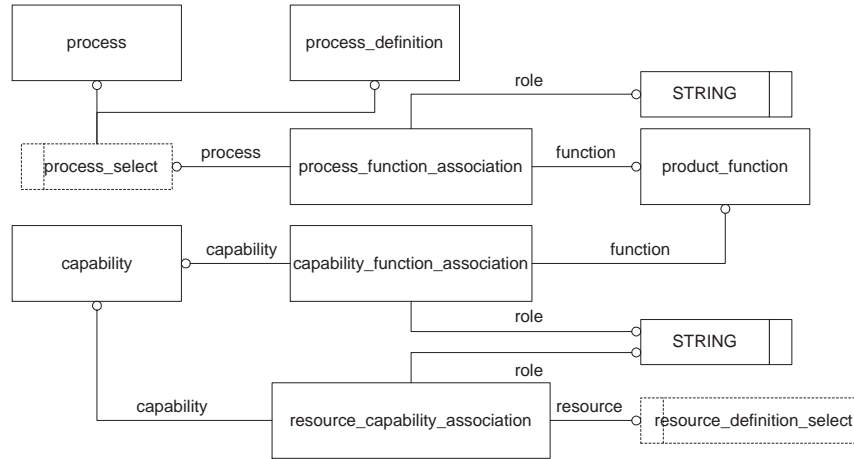 process
process_definition
role
STRING
process_select
process
process_function_association
function
product_function
capability
capability
capability_function_association
function
role
STRING
role
capability
resource_capability_association
resource
resource_definition_select